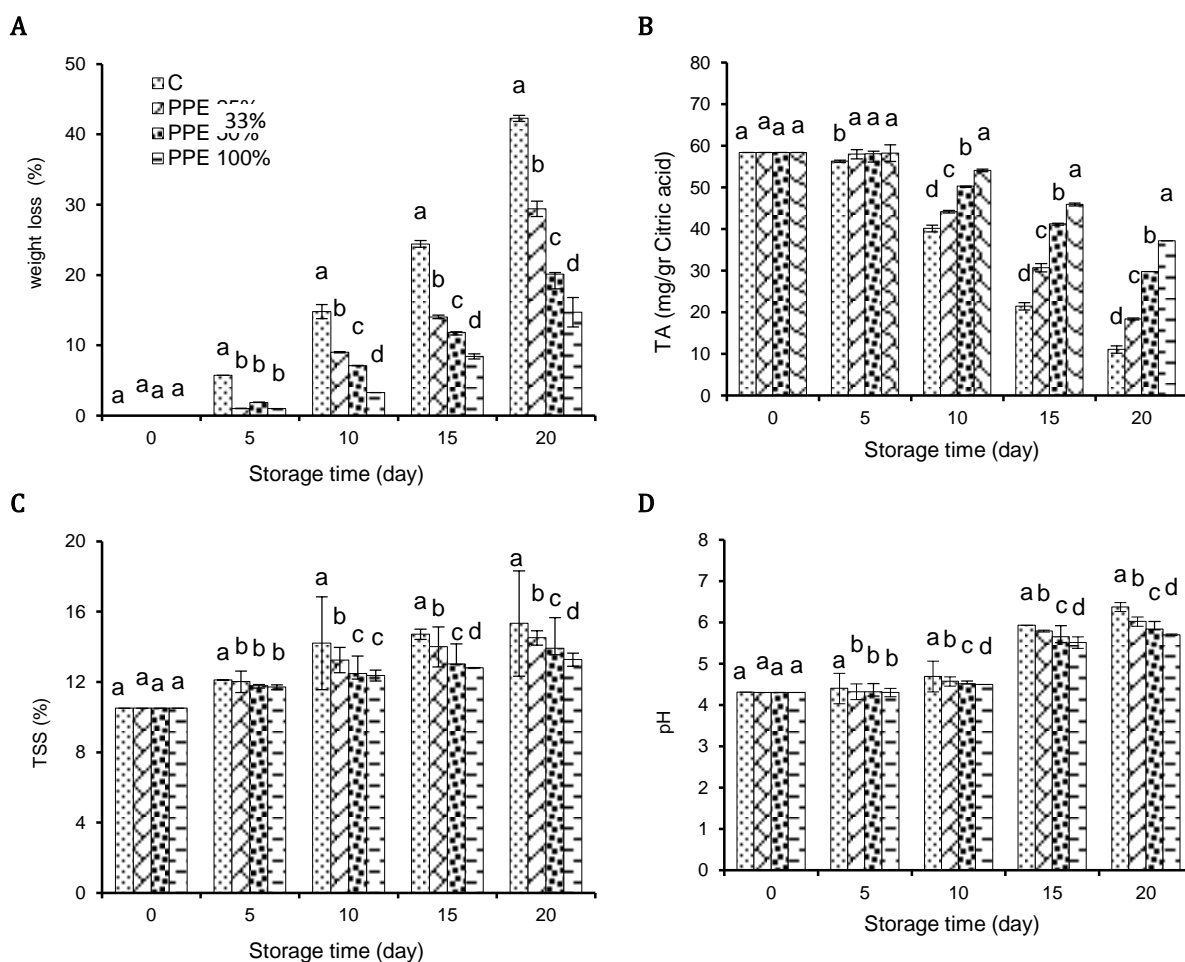 A
weight loss (%)
50
40
30
20
10
0
C
PPE
33%
PPE
PPE 100%
a
a a a
a
b b b
a
b
c
d
a
b
c
d
a
b
c
d
0 5 10 15 20
Storage time (day)
B
TA (mg/gr Citric acid)
80
70
60
50
40
30
20
10
0
a a a a
b a a a
d c b a
d c b a
d c b a
0 5 10 15 20
Storage time (day)
C
TSS (%)
20
16
12
8
4
0
a a a a
a b b b
a b c c
a b c d
a b c d
0 5 10 15 20
Storage time (day)
D
pH
8
7
6
5
4
3
2
1
0
a a a a
a b b b
a b c d
a b c d
a b c d
0 5 10 15 20
Storage time (day)